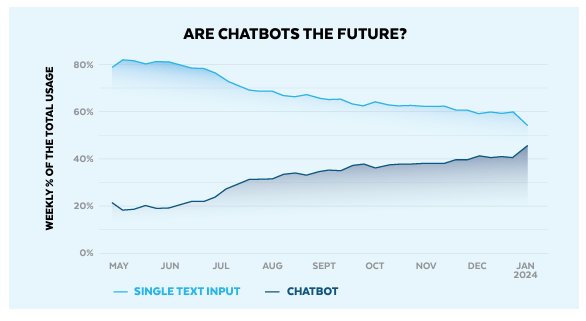 ARE CHATBOTS THE FUTURE?
WEEKLY % OF THE TOTAL USAGE
80%
60%
40%
20%
0%
MAY JUN JUL AUG SEPT OCT NOV DEC JAN
2024
SINGLE TEXT INPUT CHATBOT